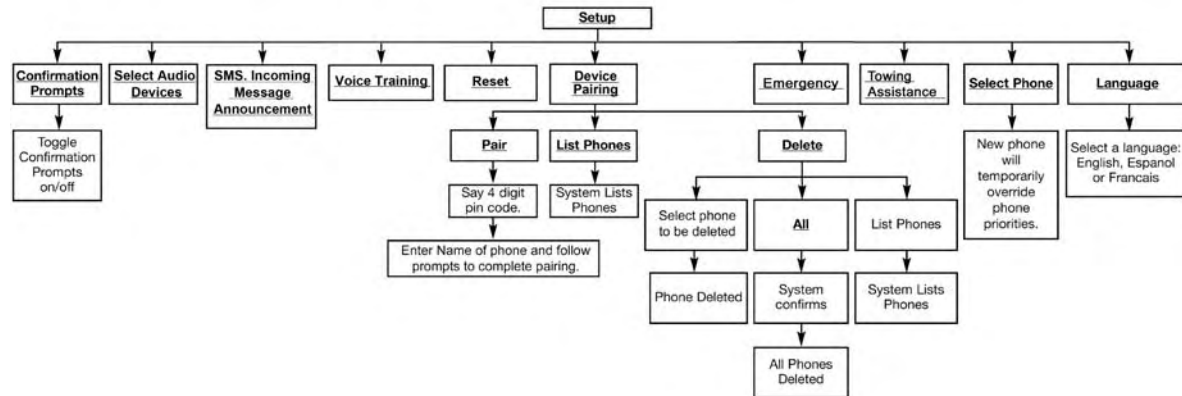 Setup
Confirmation
Prompts
Select Audio
Devices
SMS. Incoming
Message
Announcement
Voice Training
Reset
Device
Pairing
Emergency
Towing
Assistance
Select Phone
Language
Toggle
Confirmation
Prompts
on/off
Pair
List Phones
Delete
New phone
will
temporarily
override
phone
priorities.
Select a language:
English, Espanol
or Francais
Say 4 digit
pin code.
System Lists
Phones
Select phone
to be deleted
All
List Phones
Enter Name of phone and follow
prompts to complete pairing.
Phone Deleted
System
confirms
System Lists
Phones
All Phones
Deleted